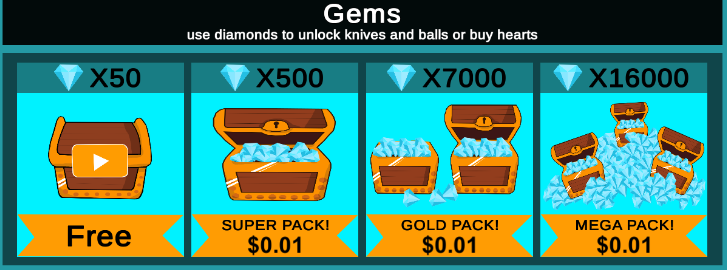 Gems
use diamonds to unlock knives and balls or buy hearts
X50
X500
X7000
X16000
Free
SUPER PACK!
$0.01
GOLD PACK!
$0.01
MEGA PACK!
$0.01